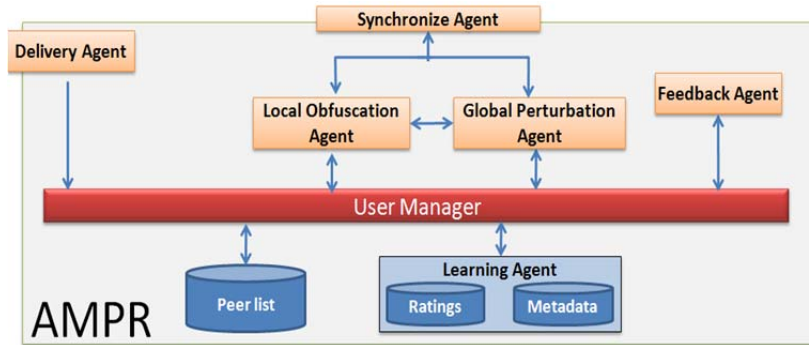 Synchronize Agent
Delivery Agent
Local Obfuscation
Agent
Global Perturbation
Agent
Feedback Agent
User Manager
Peer list
Learning Agent
Ratings
Metadata
AMPR